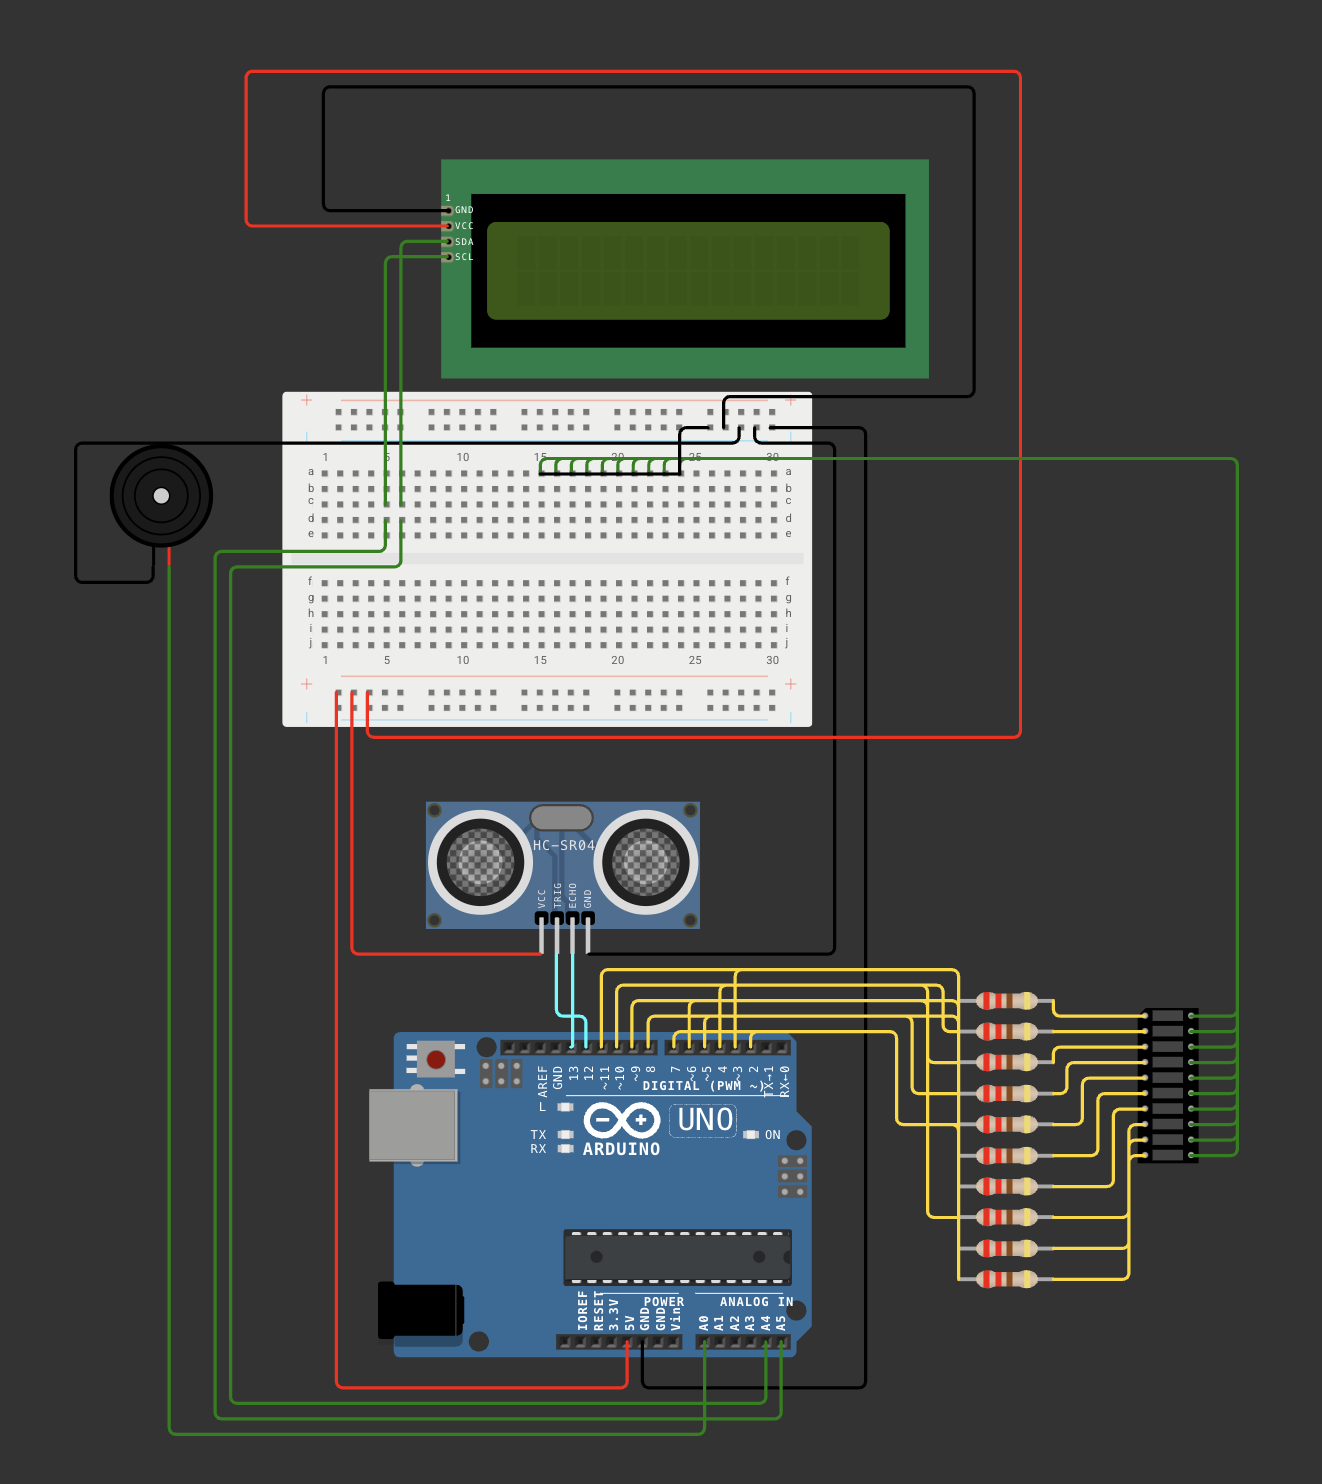 1
GND
VCC
SDA
SCL
+ +
1 5 10 15 20 25 30
a a
b b
c c
d d
e e
f f
g g
h h
i i
j j
1 5 10 15 20 25 30
+ +
HC-SR04
VCC
TRIG
ECHO
GND
AREF
GND
13
12
~11
~10
~9
8
7
~6
~5
4
~3
2
TX→1
RX←0
DIGITAL (PWM ~)
L
TX
RX
UNO
ON
ARDUINO
IOREF
RESET
3.3V
5V
GND
GND
Vin
POWER
ANALOG IN
A0
A1
A2
A3
A4
A5